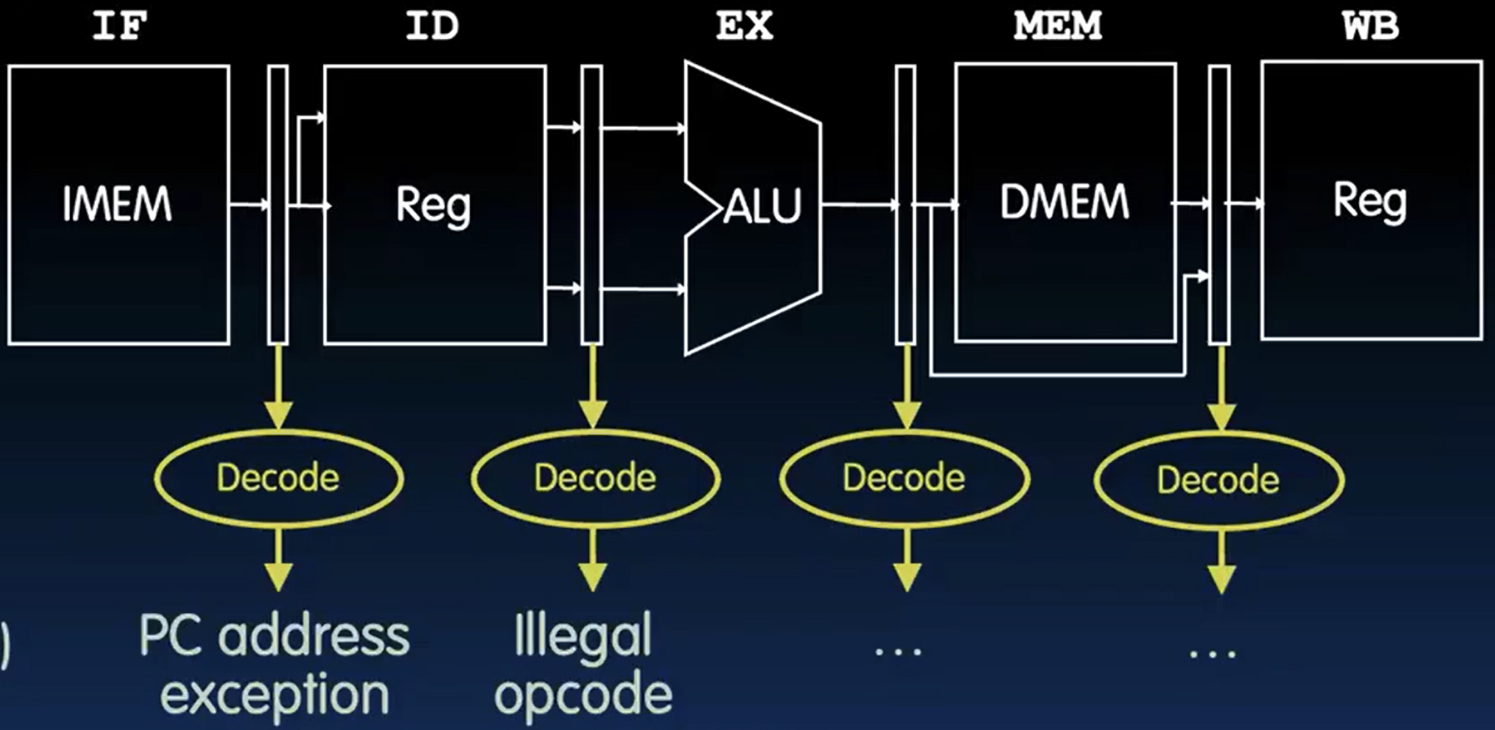 IF ID EX MEM WB
IMEM Reg ALU DMEM Reg
Decode Decode Decode Decode
) PC address Illegal ... ...
exception opcode